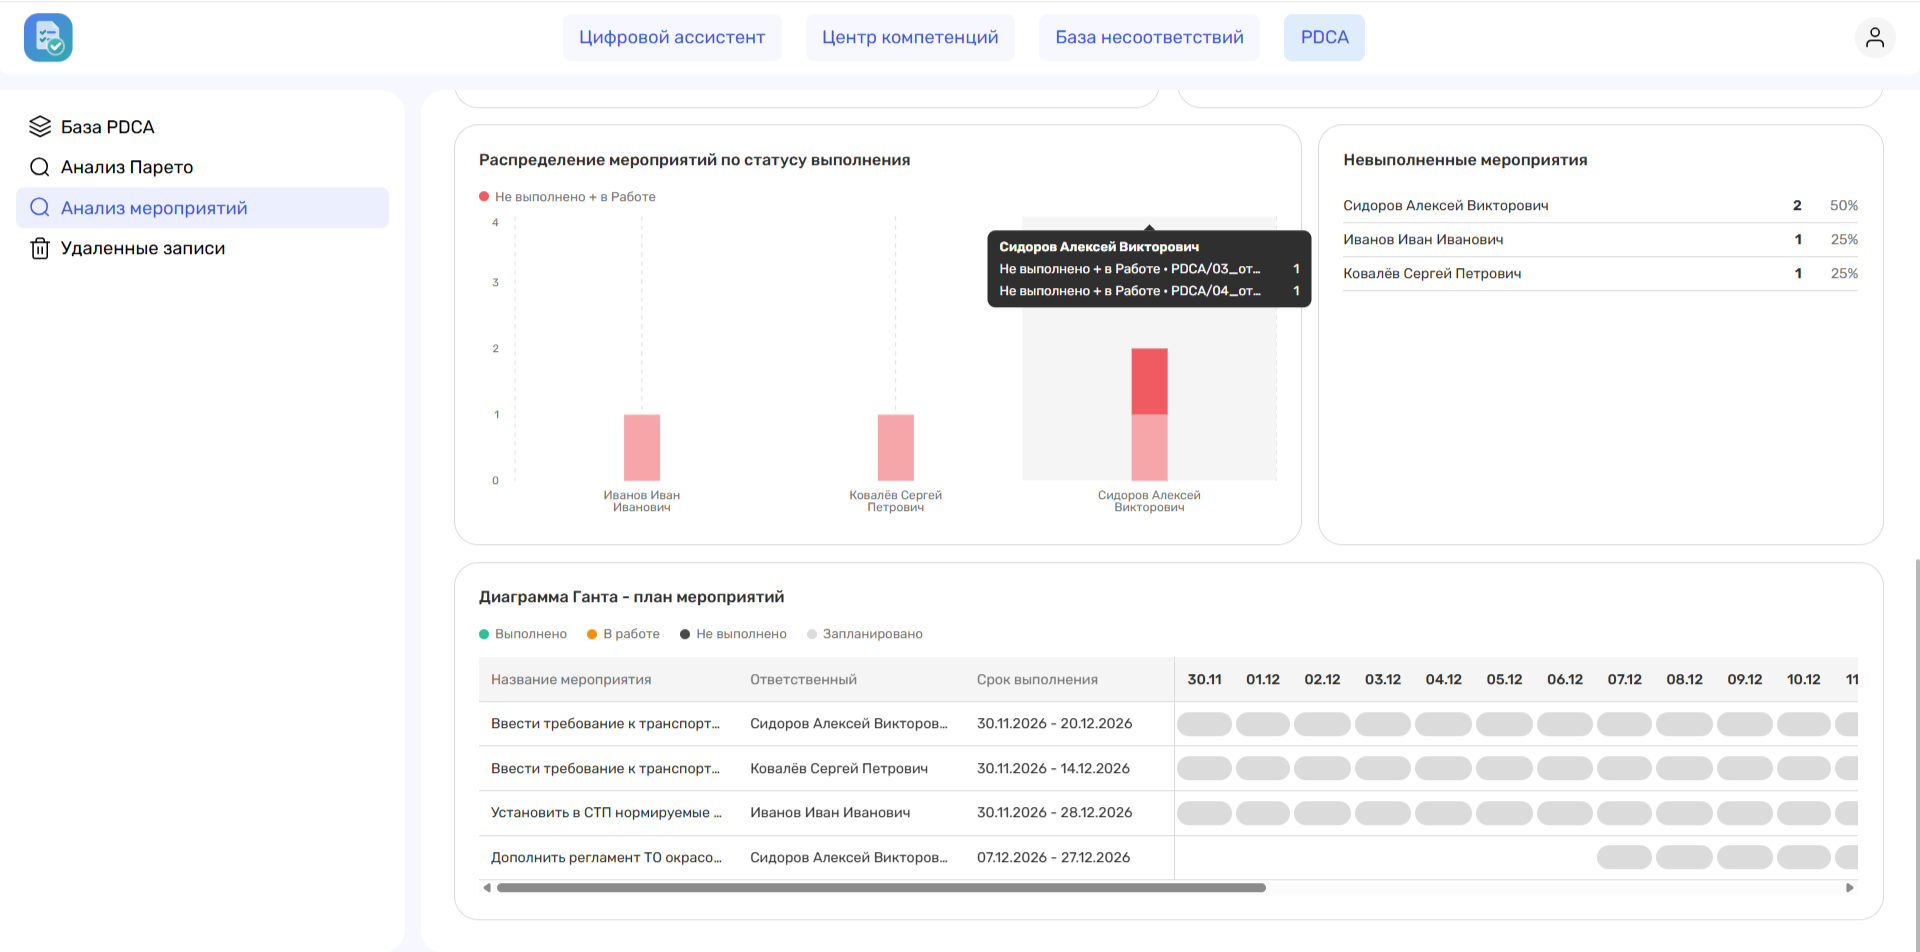 Цифровой ассистент
Центр компетенций
База несоответствий
PDCA
База PDCA
Анализ Парето
Анализ мероприятий
Удаленные записи
Распределение мероприятий по статусу выполнения
Не выполнено + в Работе
4
3
2
1
0
Сидоров Алексей Викторович
Не выполнено + в Работе • PDCA/03_от... 1
Не выполнено + в Работе • PDCA/04_от... 1
Иванов Иван
Иванович
Ковалёв Сергей
Петрович
Сидоров Алексей
Викторович
Невыполненные мероприятия
Сидоров Алексей Викторович 2 50%
Иванов Иван Иванович 1 25%
Ковалёв Сергей Петрович 1 25%
Диаграмма Ганта - план мероприятий
Выполнено В работе Не выполнено Запланировано
Название мероприятия Ответственный Срок выполнения 30.11 01.12 02.12 03.12 04.12 05.12 06.12 07.12 08.12 09.12 10.12 11
Ввести требование к транспорт... Сидоров Алексей Викторов... 30.11.2026 - 20.12.2026
Ввести требование к транспорт... Ковалёв Сергей Петрович 30.11.2026 - 14.12.2026
Установить в СТП нормируемые ... Иванов Иван Иванович 30.11.2026 - 28.12.2026
Дополнить регламент ТО окрасо... Сидоров Алексей Викторов... 07.12.2026 - 27.12.2026